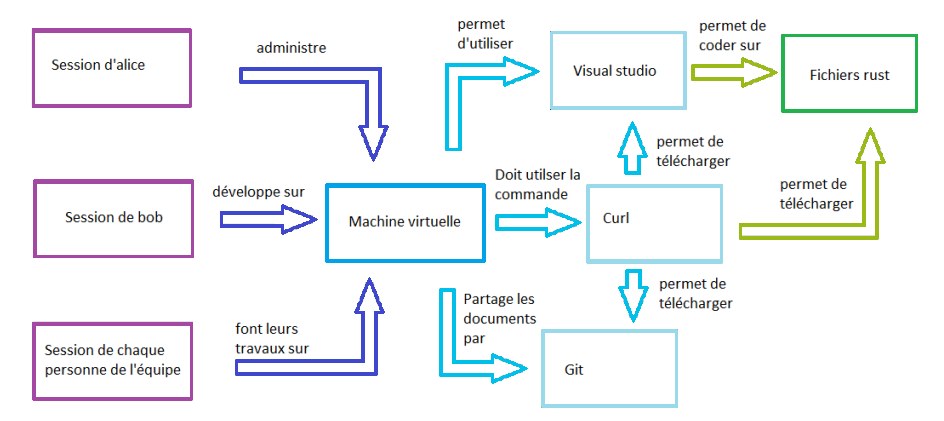 Session d'alice
administre
permet
d'utiliser
Visual studio
permet de
coder sur
Fichiers rust
permet de
télécharger
Session de bob
développe sur
Machine virtuelle
Doit utilser la
commande
Curl
permet de
télécharger
permet de
télécharger
Session de chaque
personne de l'équipe
font leurs
travaux sur
Partage les
documents
par
Git